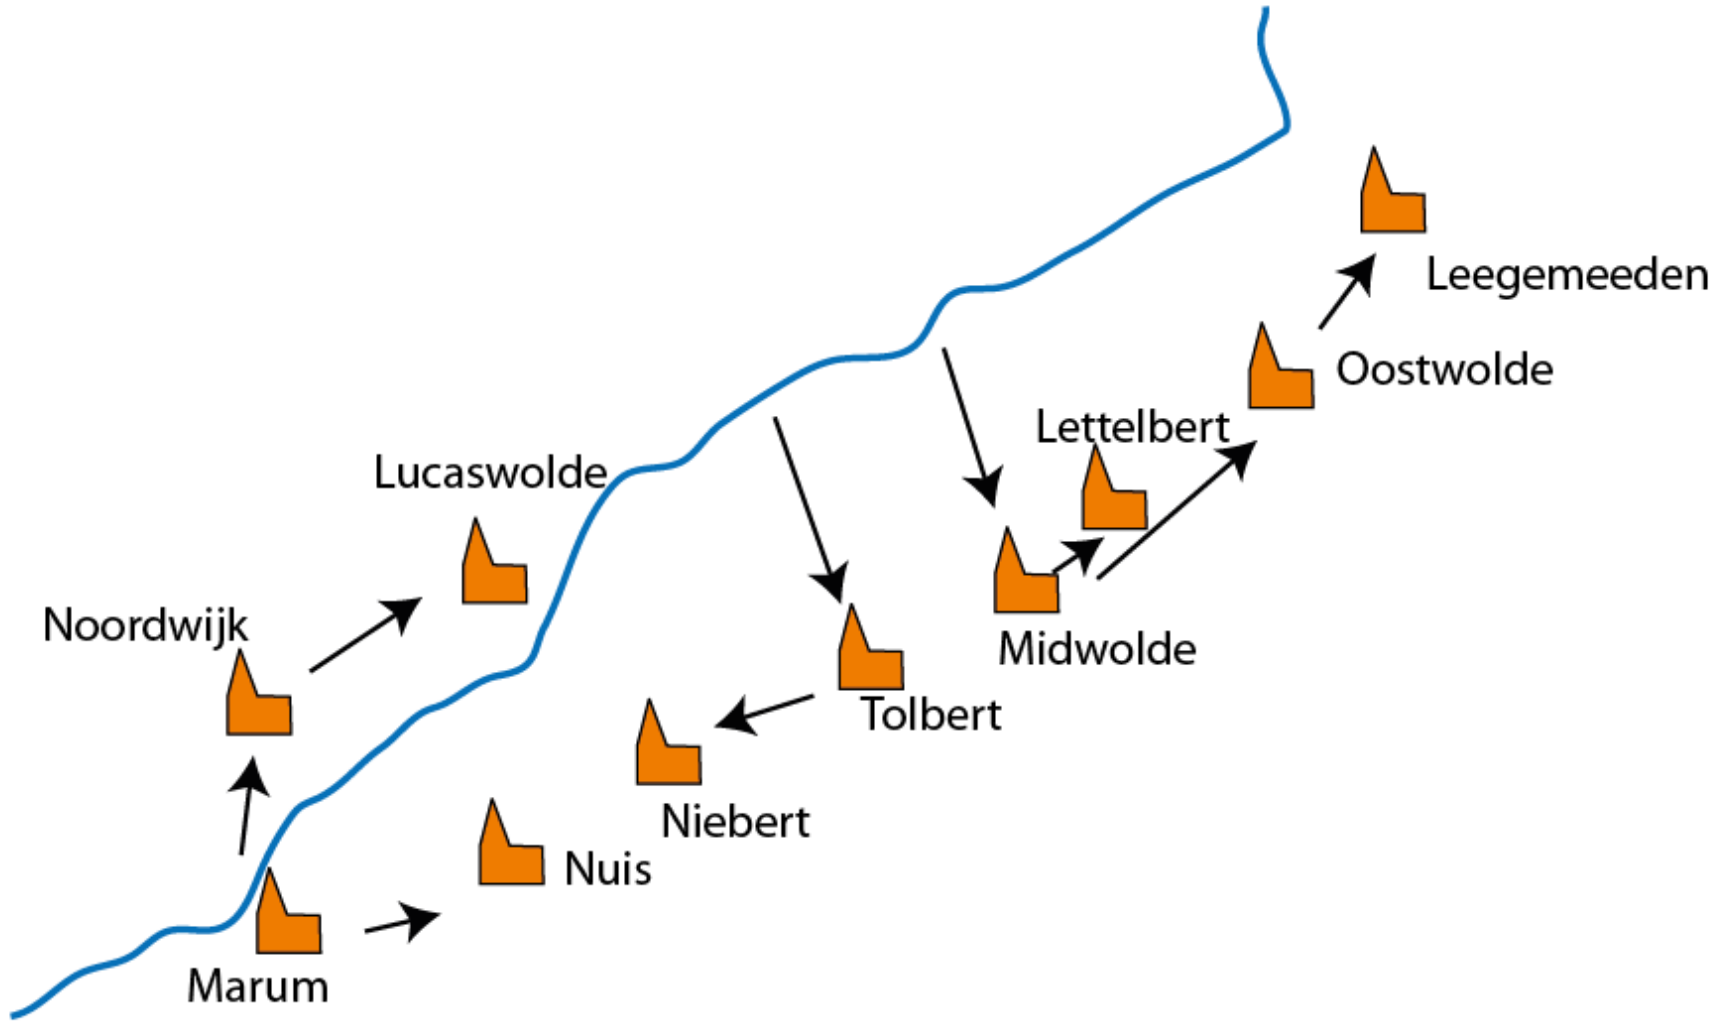 Leegemeeden
Oostwolde
Lettelbert
Lucaswolde
Noordwijk
Midwolde
Tolbert
Niebert
Nuis
Marum